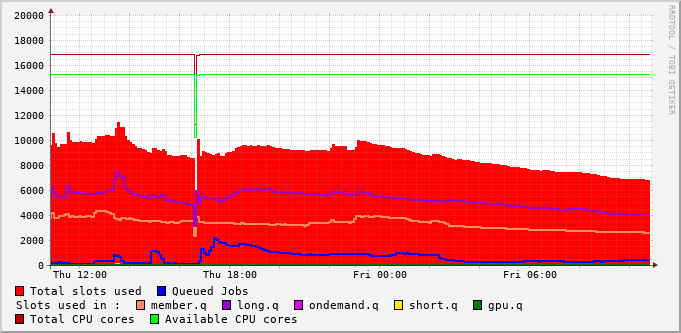 20000
18000
16000
14000
12000
10000
8000
6000
4000
2000
0
Thu 12:00 Thu 18:00 Fri 00:00 Fri 06:00
RRDTOOL / TOBI OETIKER
Total slots used Queued Jobs
Slots used in : member.q long.q ondemand.q short.q gpu.q
Total CPU cores Available CPU cores